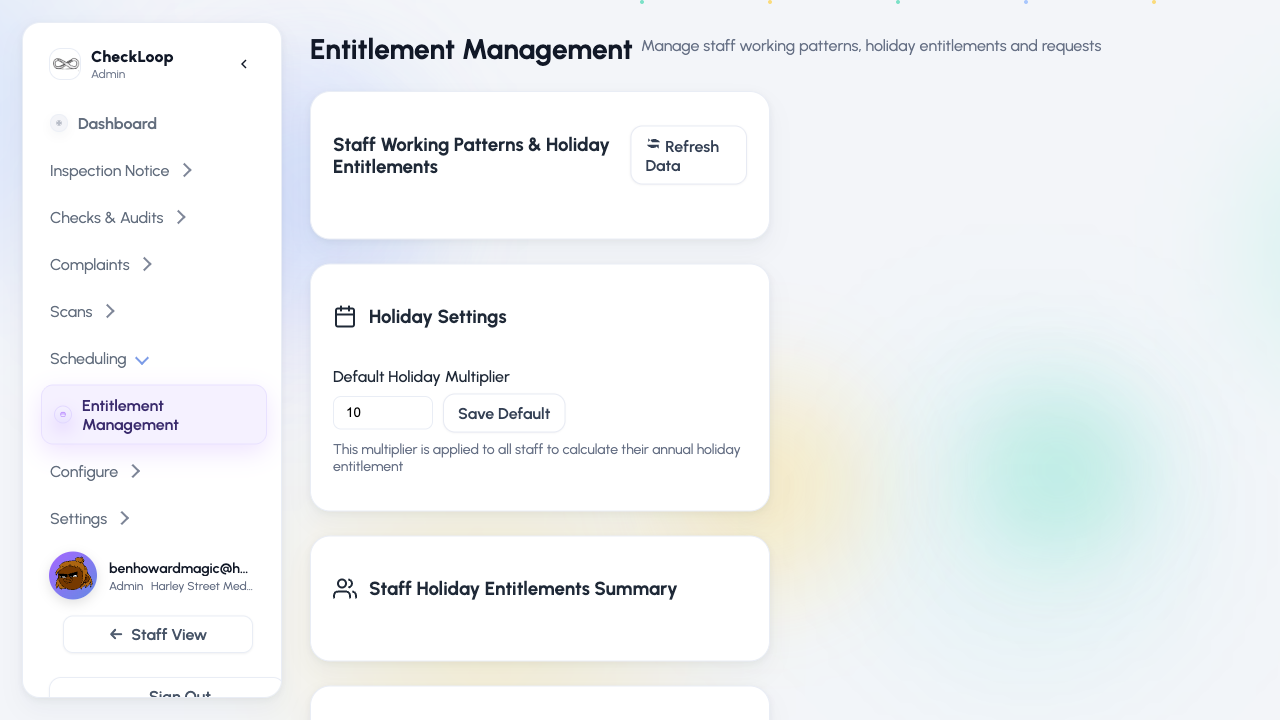 CheckLoop
Admin
Dashboard
Inspection Notice
Checks & Audits
Complaints
Scans
Scheduling
Entitlement
Management
Configure
Settings
benhowardmagic@h...
Admin Harley Street Med...
Staff View
Sign Out
Entitlement Management
Manage staff working patterns, holiday entitlements and requests
Staff Working Patterns & Holiday
Entitlements
Refresh
Data
Holiday Settings
Default Holiday Multiplier
10
Save Default
This multiplier is applied to all staff to calculate their annual holiday
entitlement
Staff Holiday Entitlements Summary